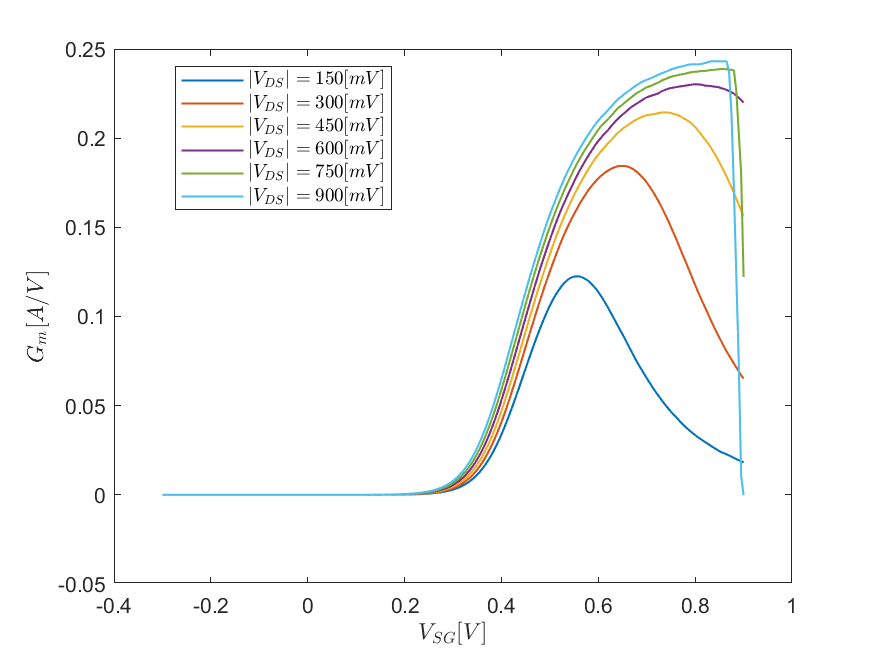 |V_{DS}| = 150[mV]
|V_{DS}| = 300[mV]
|V_{DS}| = 450[mV]
|V_{DS}| = 600[mV]
|V_{DS}| = 750[mV]
|V_{DS}| = 900[mV]
0.25
0.2
0.15
0.1
0.05
0
-0.05
G_m[A/V]
-0.4 -0.2 0 0.2 0.4 0.6 0.8 1
V_{SG}[V]